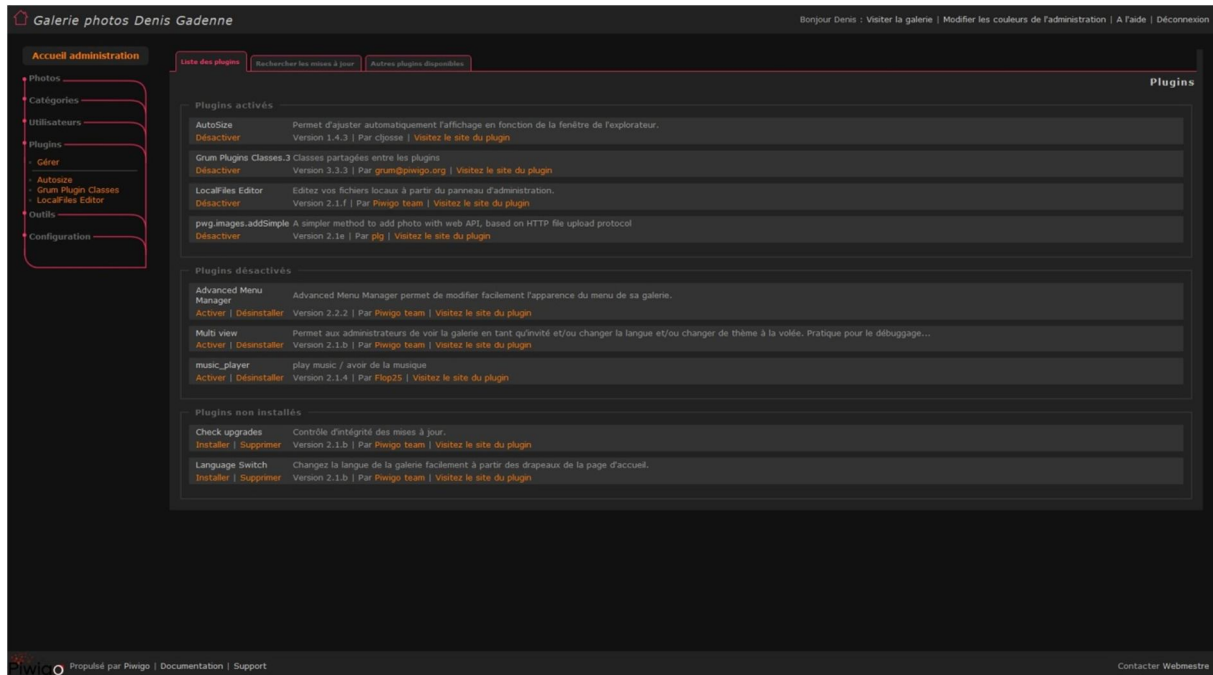 Galerie photos Denis Gadenne
Bonjour Denis : Visiter la galerie | Modifier les couleurs de l'administration | A l'aide | Déconnexion
Accueil administration
Photos
Catégories
Utilisateurs
Plugins
Gérer
Autosize
Grum Plugin Classes
LocalFiles Editor
Outils
Configuration
Liste des plugins
Rechercher les mises à jour
Autres plugins disponibles
Plugins
Plugins activés
AutoSize Permet d'ajuster automatiquement l'affichage en fonction de la fenêtre de l'explorateur.
Désactiver Version 1.4.3 | Par cljosse | Visitez le site du plugin
Grum Plugins Classes.3 Classes partagées entre les plugins
Désactiver Version 3.3.3 | Par grum@piwigo.org | Visitez le site du plugin
LocalFiles Editor Editez vos fichiers locaux à partir du panneau d'administration.
Désactiver Version 2.1.f | Par Piwigo team | Visitez le site du plugin
pwg.images.addSimple A simpler method to add photo with web API, based on HTTP file upload protocol
Désactiver Version 2.1e | Par plg | Visitez le site du plugin
Plugins désactivés
Advanced Menu
Manager
Advanced Menu Manager permet de modifier facilement l'apparence du menu de sa galerie.
Activer | Désinstaller Version 2.2.2 | Par Piwigo team | Visitez le site du plugin
Multi view Permet aux administrateurs de voir la galerie en tant qu'invité et/ou changer la langue et/ou changer de thème à la volée. Pratique pour le débuggage...
Activer | Désinstaller Version 2.1.b | Par Piwigo team | Visitez le site du plugin
music_player play music / avoir de la musique
Activer | Désinstaller Version 2.1.4 | Par Flop25 | Visitez le site du plugin
Plugins non installés
Check upgrades Contrôle d'intégrité des mises à jour.
Installer | Supprimer Version 2.1.b | Par Piwigo team | Visitez le site du plugin
Language Switch Changez la langue de la galerie facilement à partir des drapeaux de la page d'accueil.
Installer | Supprimer Version 2.1.b | Par Piwigo team | Visitez le site du plugin
Piwigo Propulsé par Piwigo | Documentation | Support
Contacter Webmestre